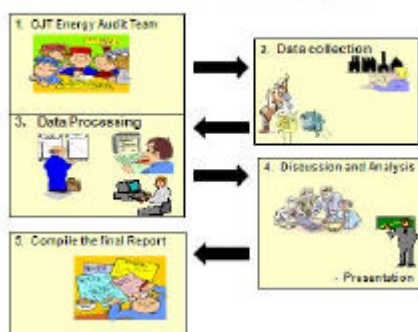 1. OJT Energy Audit Team
2. Data collection
3. Data Processing
4. Discussion and Analysis
- Presentation
5. Compile the final Report